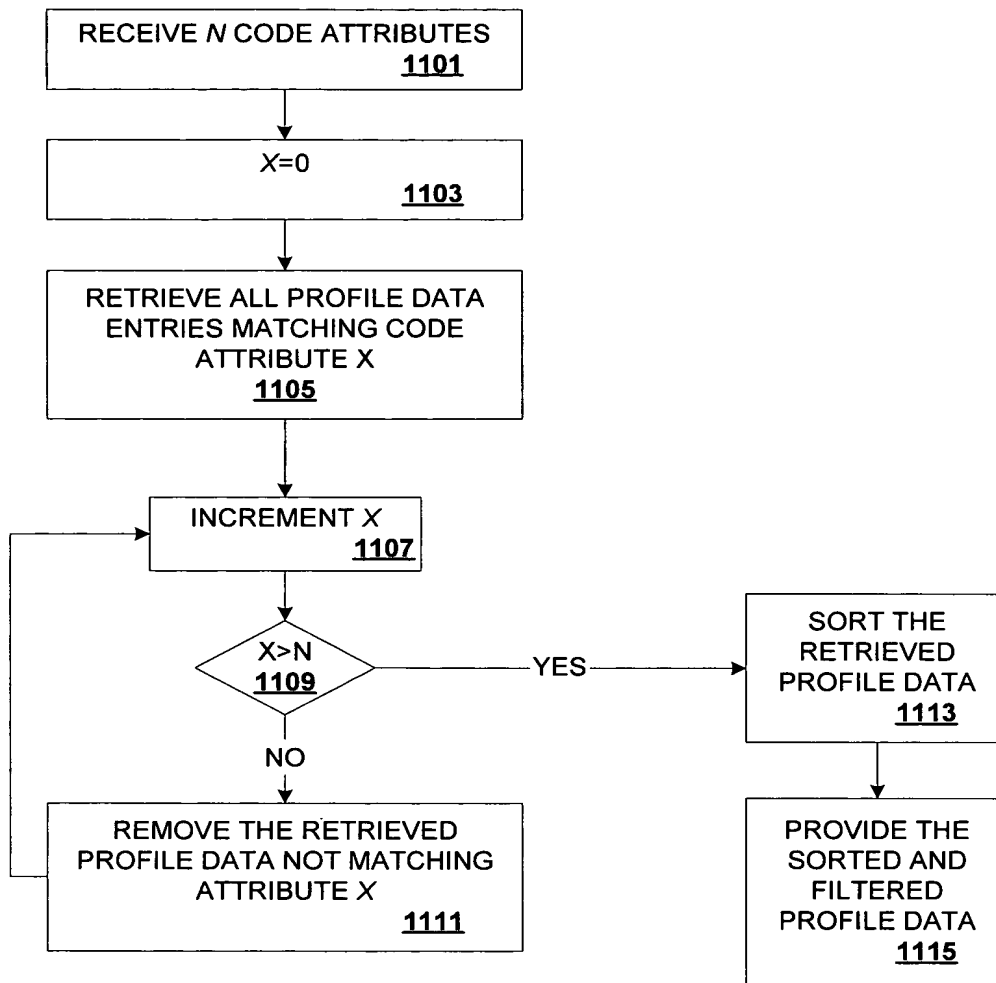 RECEIVE N CODE ATTRIBUTES
1101
X=0
1103
RETRIEVE ALL PROFILE DATA
ENTRIES MATCHING CODE
ATTRIBUTE X
1105
INCREMENT X
1107
X>N
1109
YES
NO
REMOVE THE RETRIEVED
PROFILE DATA NOT MATCHING
ATTRIBUTE X
1111
SORT THE
RETRIEVED
PROFILE DATA
1113
PROVIDE THE
SORTED AND
FILTERED
PROFILE DATA
1115